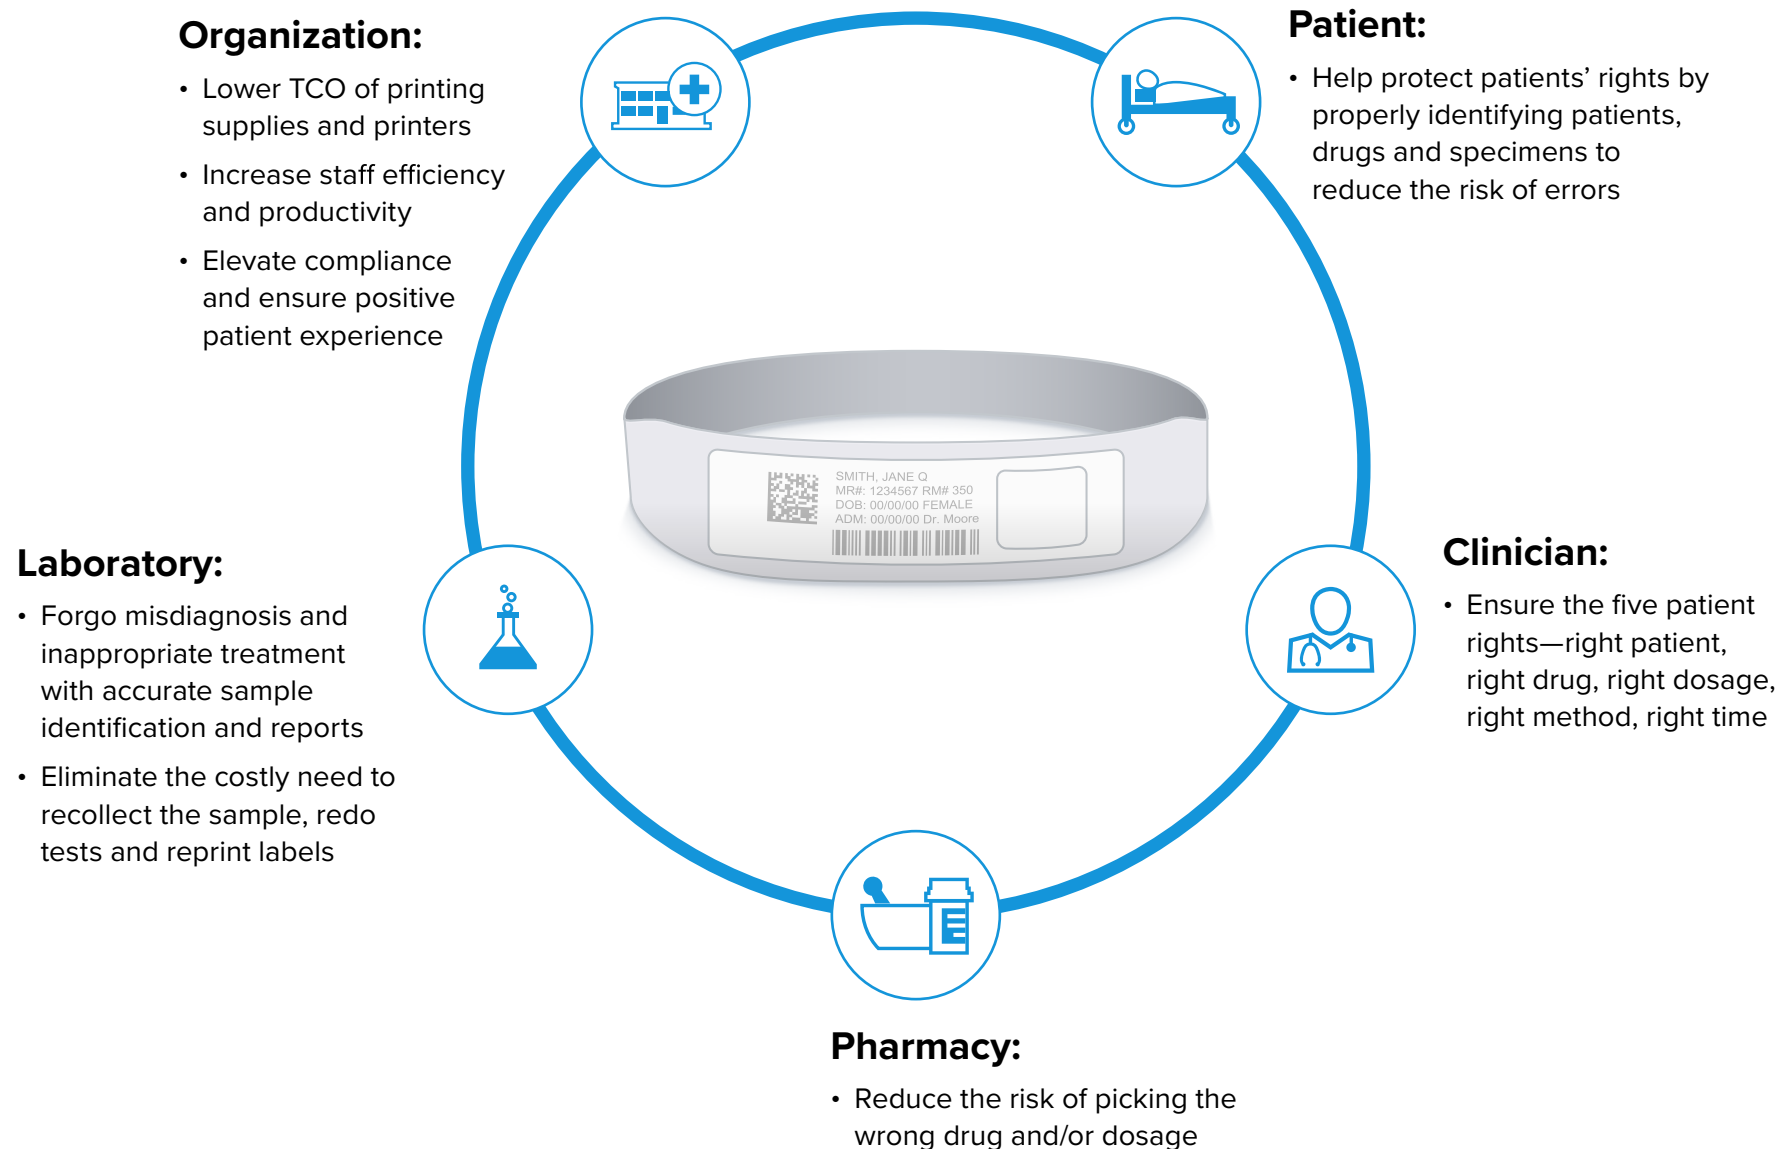 Organization:
• Lower TCO of printing
supplies and printers
• Increase staff efficiency
and productivity
• Elevate compliance
and ensure positive
patient experience
Patient:
• Help protect patients’ rights by
properly identifying patients,
drugs and specimens to
reduce the risk of errors
SMITH, JANE Q
MR#: 1234567 RM# 350
DOB: 00/00/00 FEMALE
ADM: 00/00/00 Dr. Moore
Laboratory:
• Forgo misdiagnosis and
inappropriate treatment
with accurate sample
identification and reports
• Eliminate the costly need to
recollect the sample, redo
tests and reprint labels
Clinician:
• Ensure the five patient
rights—right patient,
right drug, right dosage,
right method, right time
Pharmacy:
• Reduce the risk of picking the
wrong drug and/or dosage